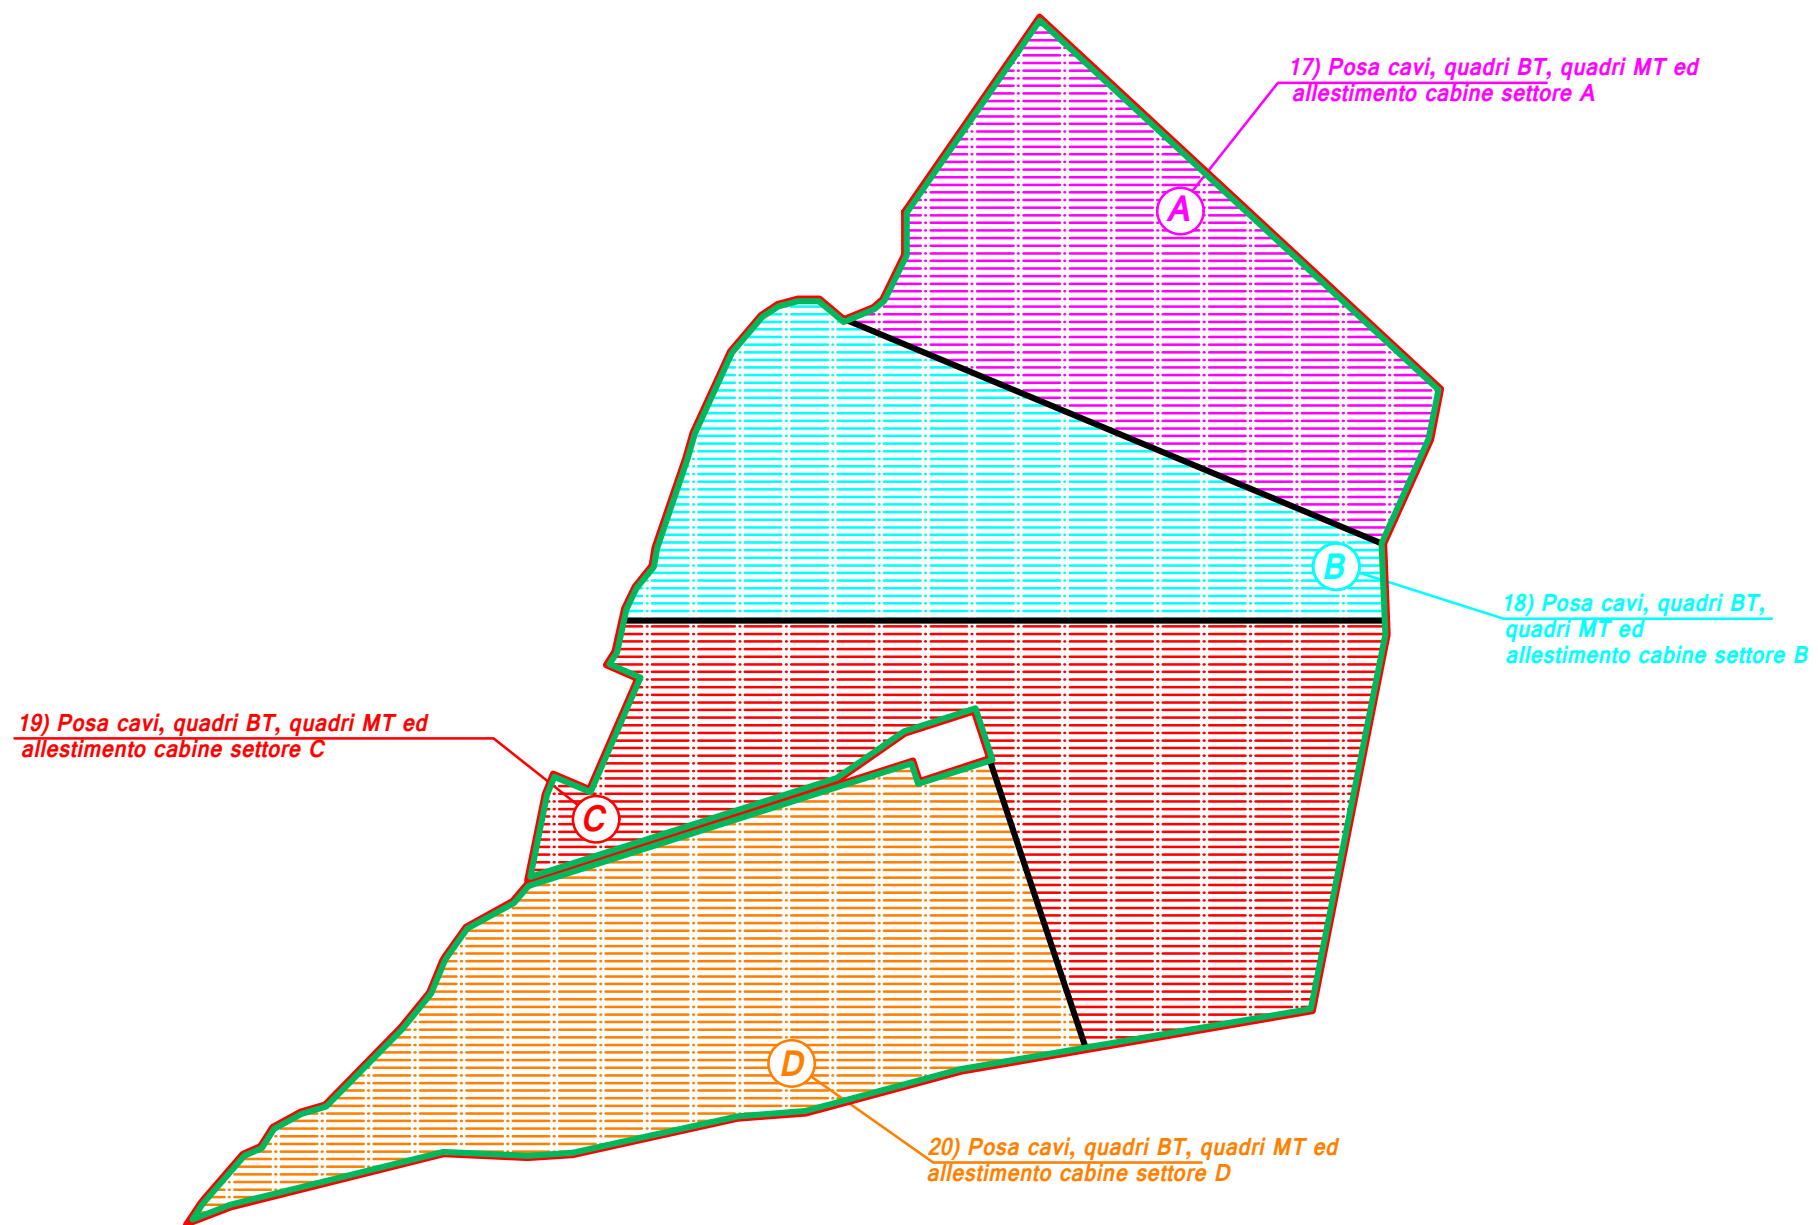 17) Posa cavi, quadri BT, quadri MT ed
allestimento cabine settore A
A
B
18) Posa cavi, quadri BT,
quadri MT ed
allestimento cabine settore B
19) Posa cavi, quadri BT, quadri MT ed
allestimento cabine settore C
C
D
20) Posa cavi, quadri BT, quadri MT ed
allestimento cabine settore D